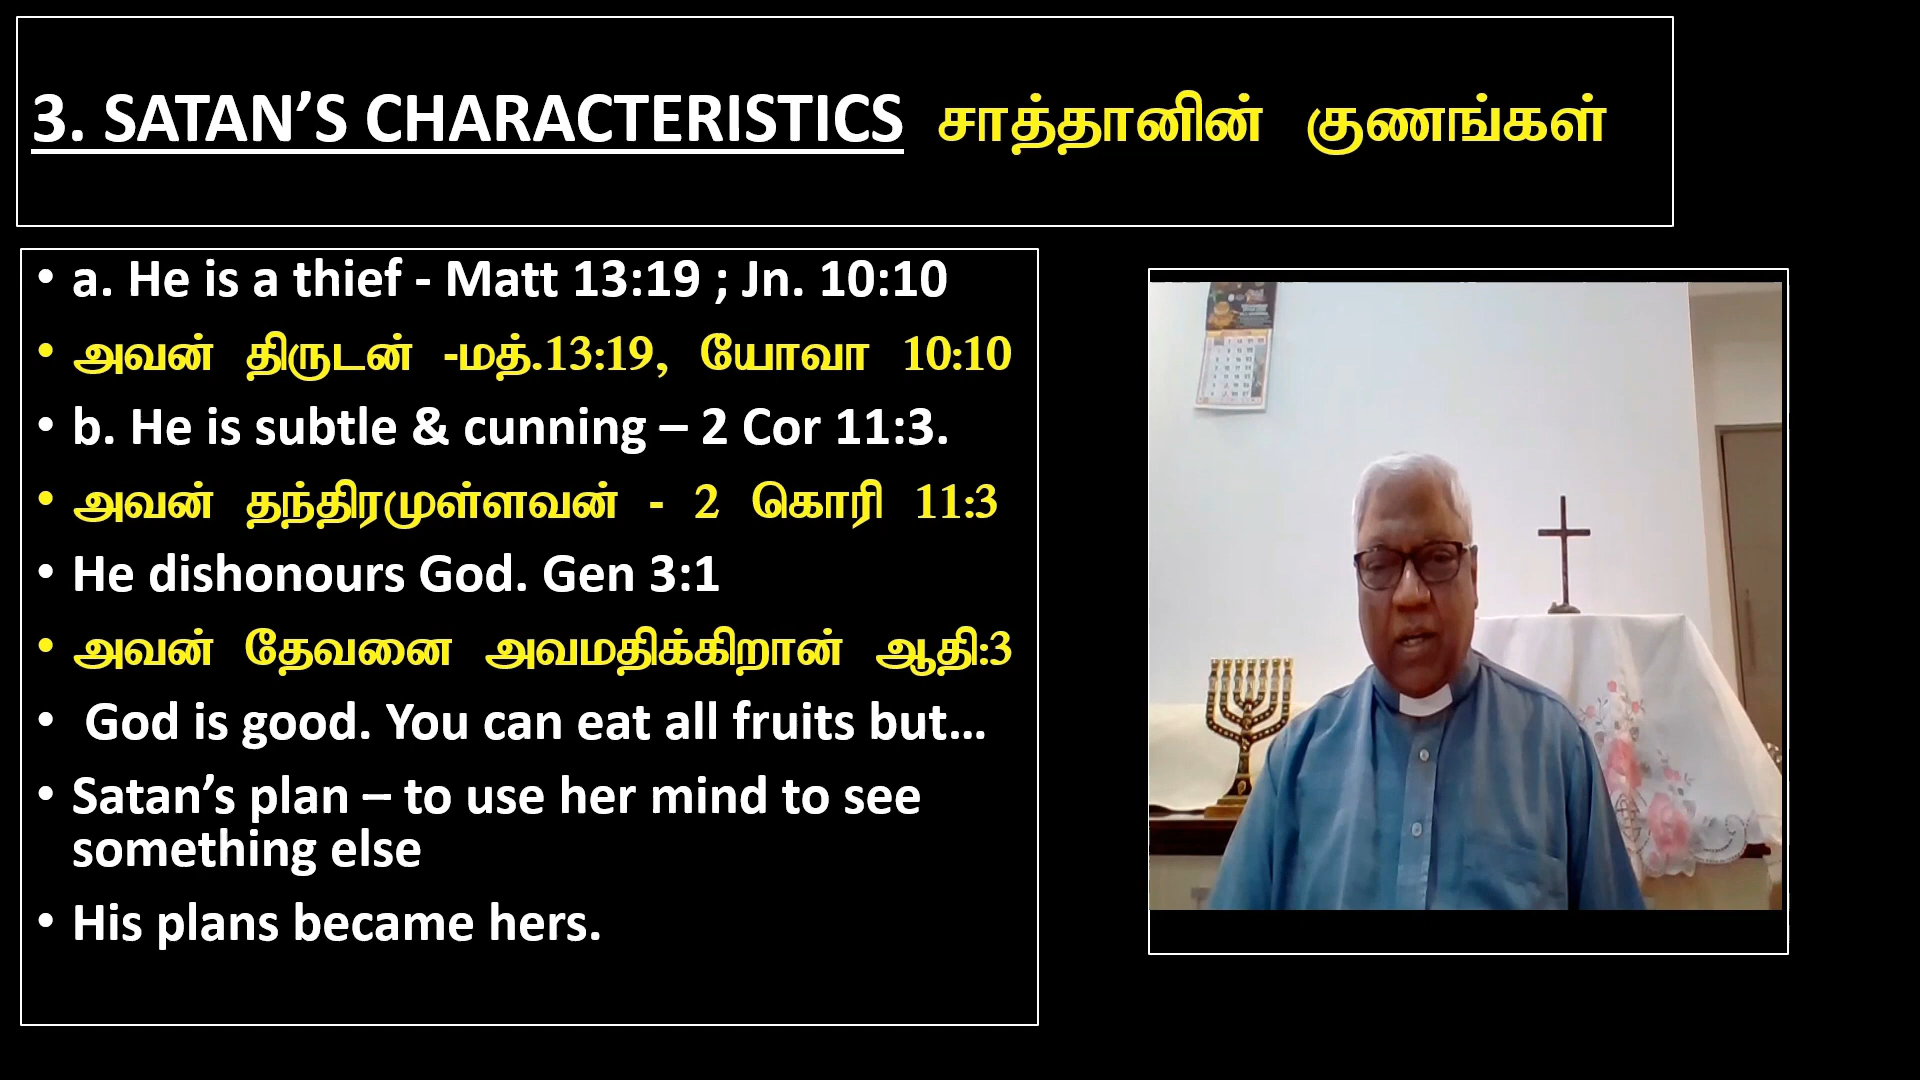 3. SATAN’S CHARACTERISTICS சாத்தானின் குணங்கள்
• a. He is a thief - Matt 13:19 ; Jn. 10:10
• அவன் திருடன் -மத்.13:19, யோவா 10:10
• b. He is subtle & cunning – 2 Cor 11:3.
• அவன் தந்திரமுள்ளவன் - 2 கொரி 11:3
• He dishonours God. Gen 3:1
• அவன் தேவனை அவமதிக்கிறான் ஆதி:3
• God is good. You can eat all fruits but...
• Satan’s plan – to use her mind to see
something else
• His plans became hers.